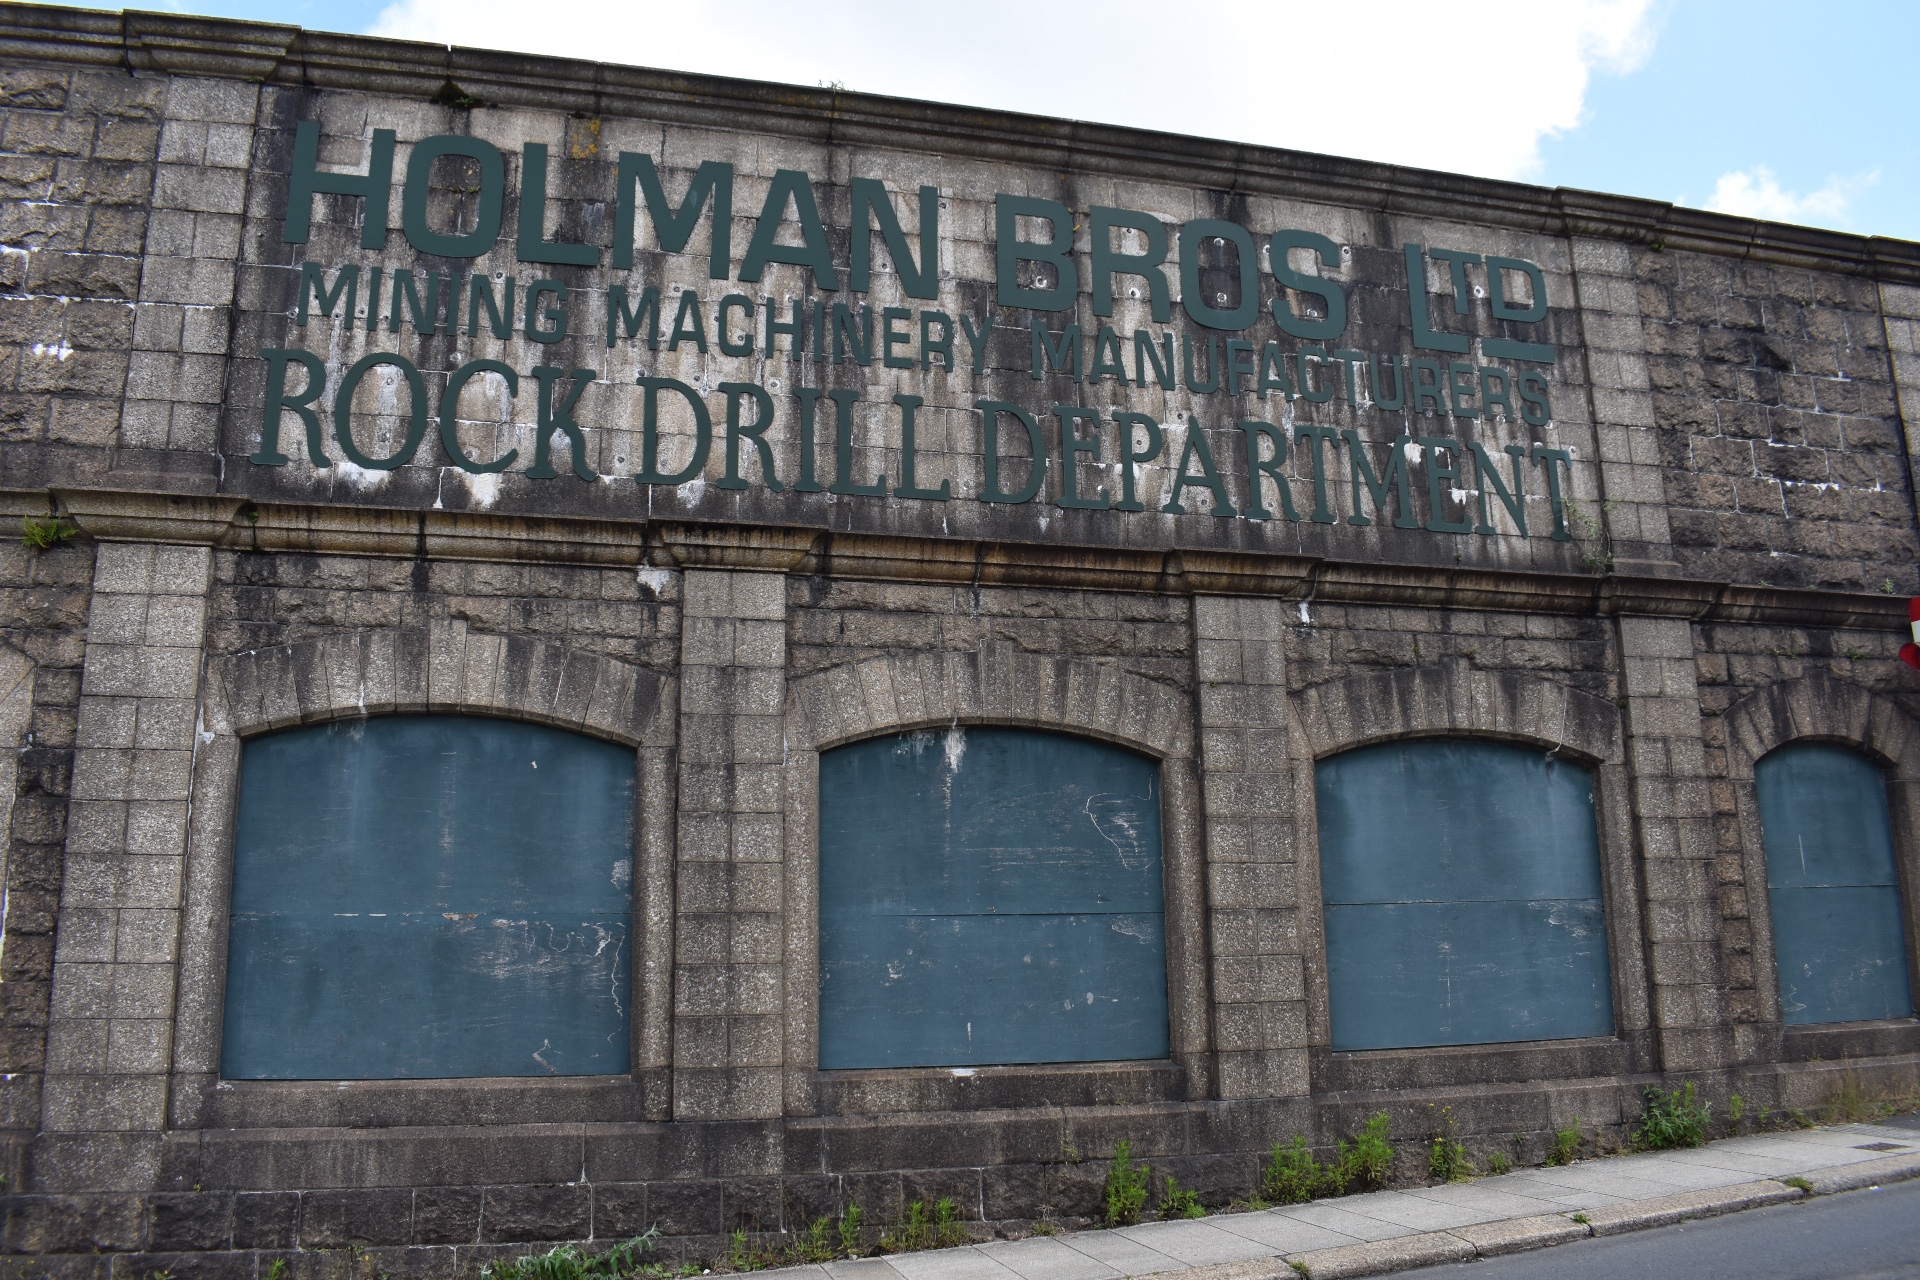 HOLMAN BROS LTD
MINING MACHINERY MANUFACTURERS
ROCK DRILL DEPARTMENT